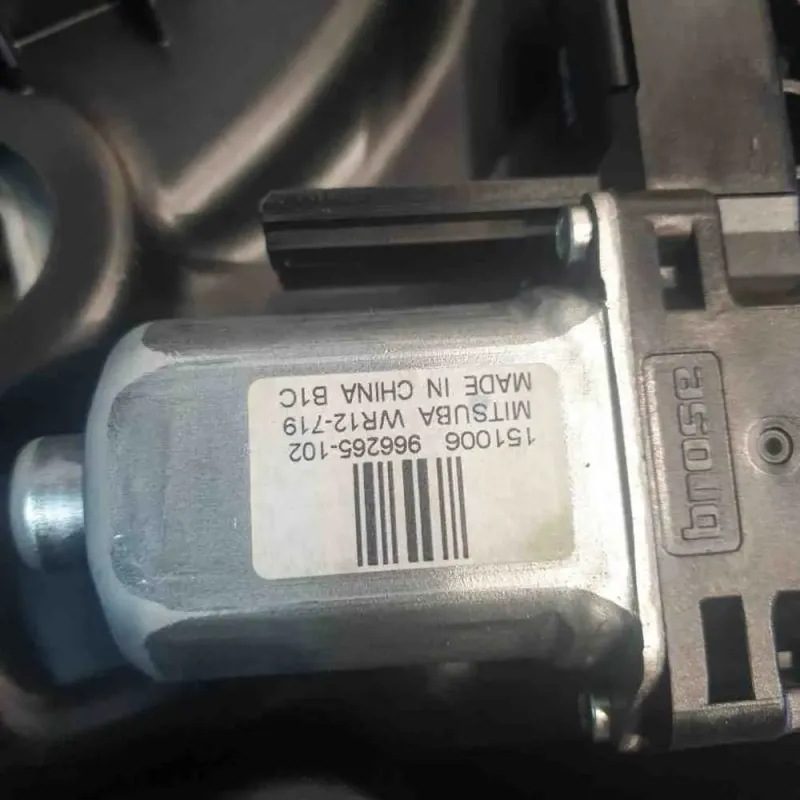 151006 966265-102
MITSUBA WR12-719
MADE IN CHINA B1C
brose